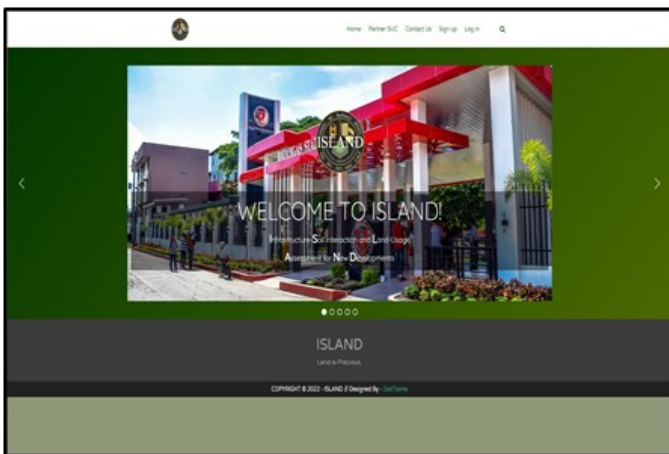 Home Partner SUC Contact Us Sign up Log in
ISLAND
WELCOME TO ISLAND!
Infrastructure-Soil Interaction and Land-Usage
Assessment for New Developments
ISLAND
Land is Precious.
COPYRIGHT © 2022 - ISLAND // Designed By - ZeeTheme